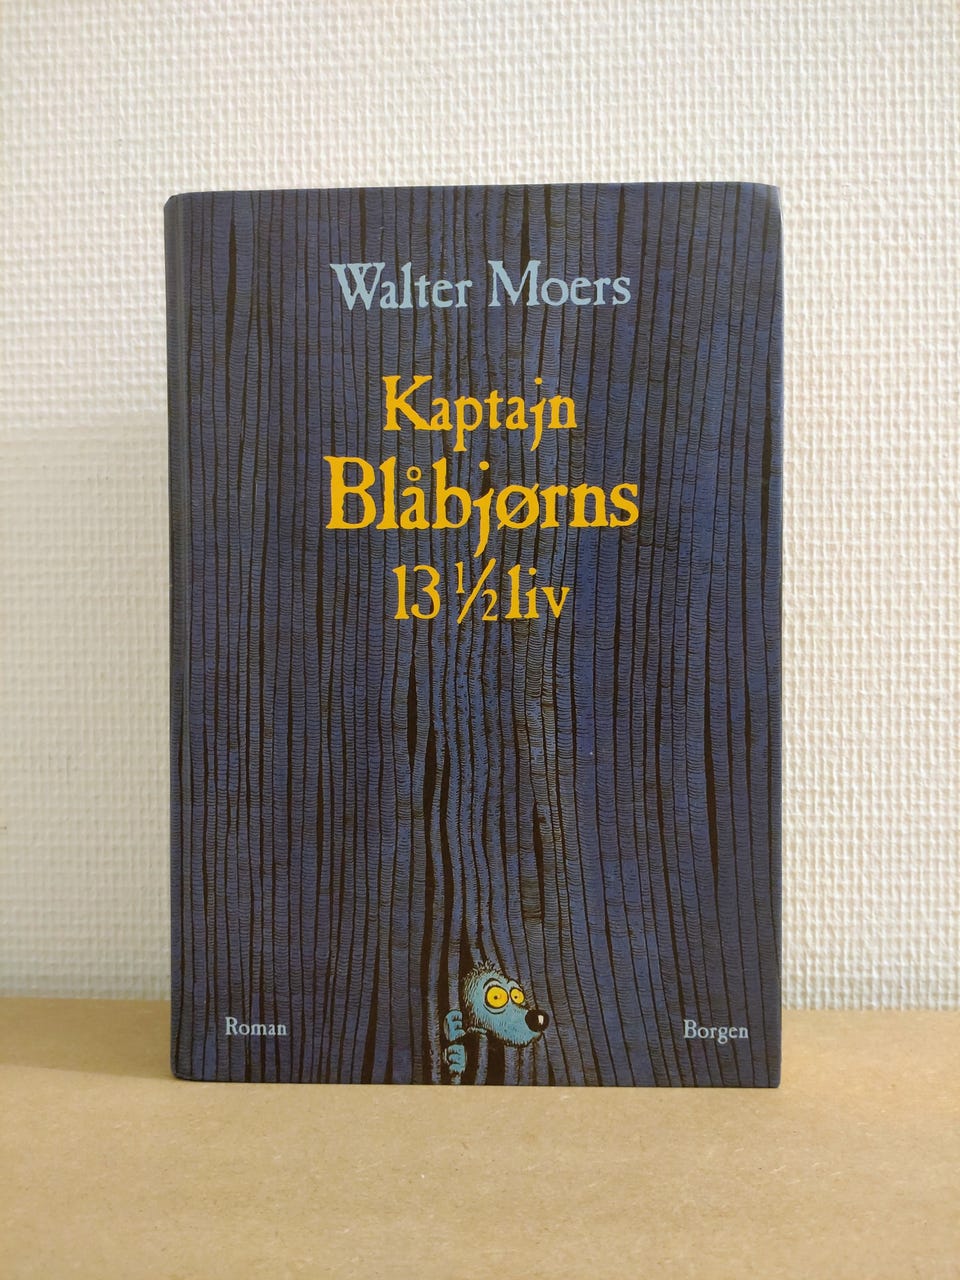 Walter Moers
Kaptajn
Blåbjørns
13 1/2 liv
Roman
Borgen